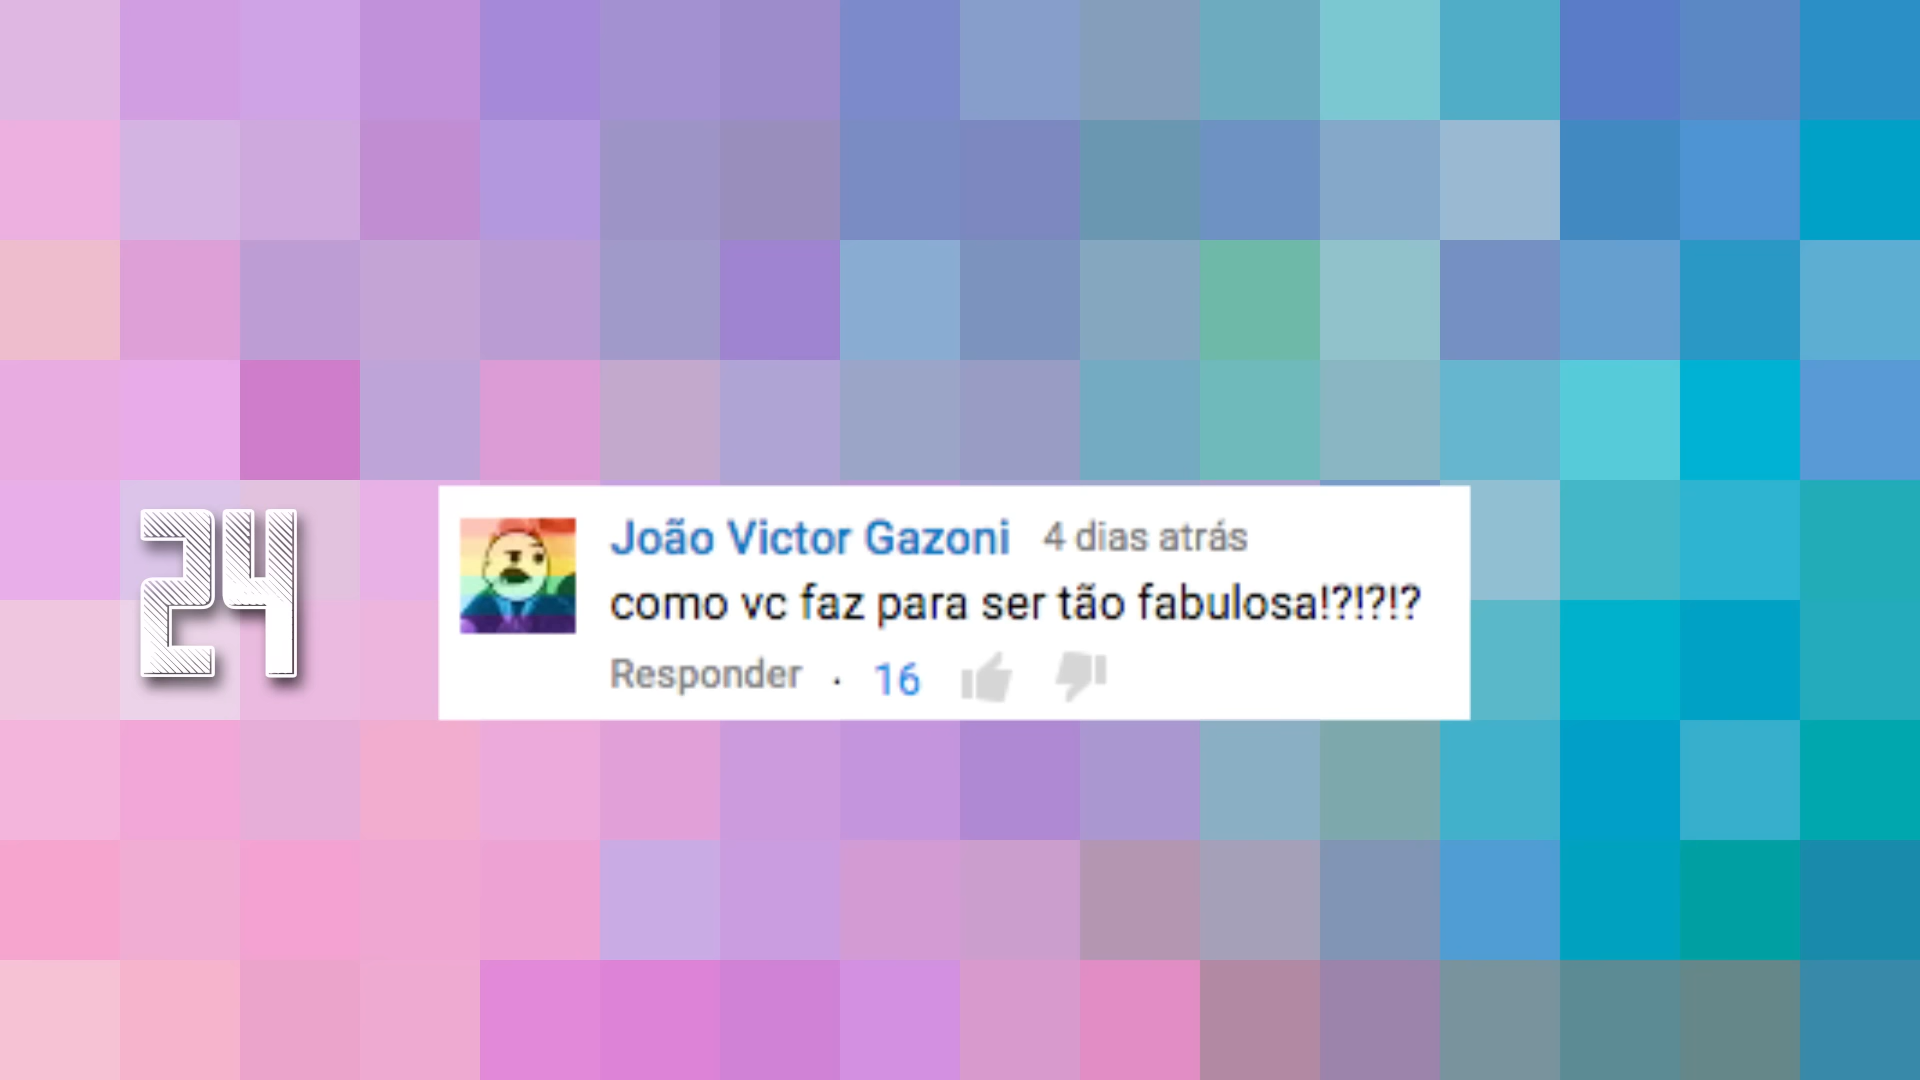 24
João Victor Gazoni 4 dias atrás
como vc faz para ser tão fabulosa!?!?!?
Responder · 16